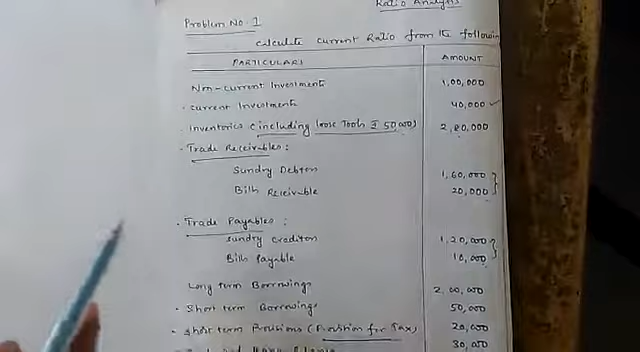 Ratio Analysis
Problem No. 1
Calculate Current Ratio from the following
PARTICULARS AMOUNT
Non-current Investments 1,00,000
Current Investments 40,000
Inventories (including loose Tools ₹ 50,000) 2,80,000
Trade Receivables:
Sundry Debtors 1,60,000
Bills Receivable 20,000
Trade Payables:
Sundry creditors 1,20,000
Bills Payable 10,000
Long term Borrowings 2,00,000
Short term Borrowings 50,000
Short term Provisions (Provision for Tax) 20,000
30,000